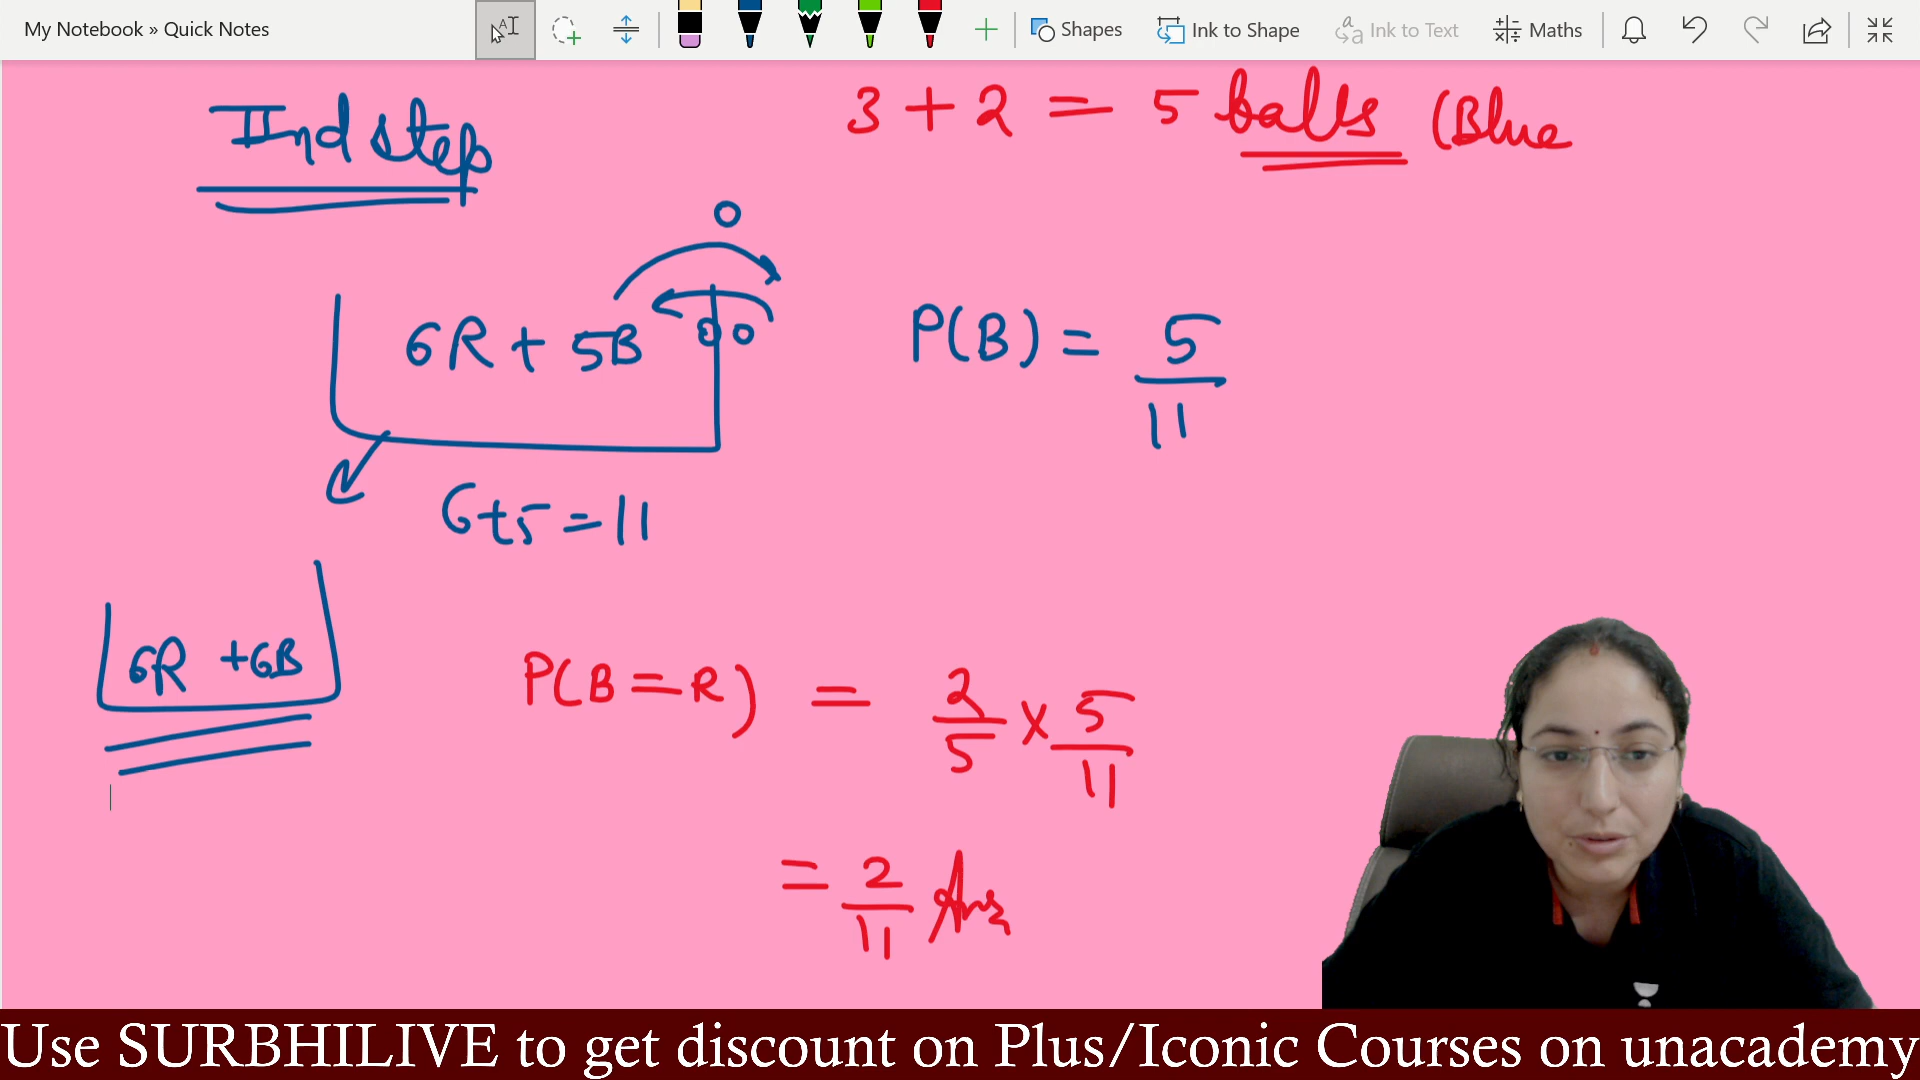 My Notebook » Quick Notes
Shapes
Ink to Shape
Ink to Text
Maths
3 + 2 = 5 balls (Blue
IInd step
6R + 5B
P(B) = 5/11
6+5=11
6R +6B
P(B=R) = 2/5 x 5/11
= 2/11 Ans
Use SURBHILIVE to get discount on Plus/Iconic Courses on unacademy